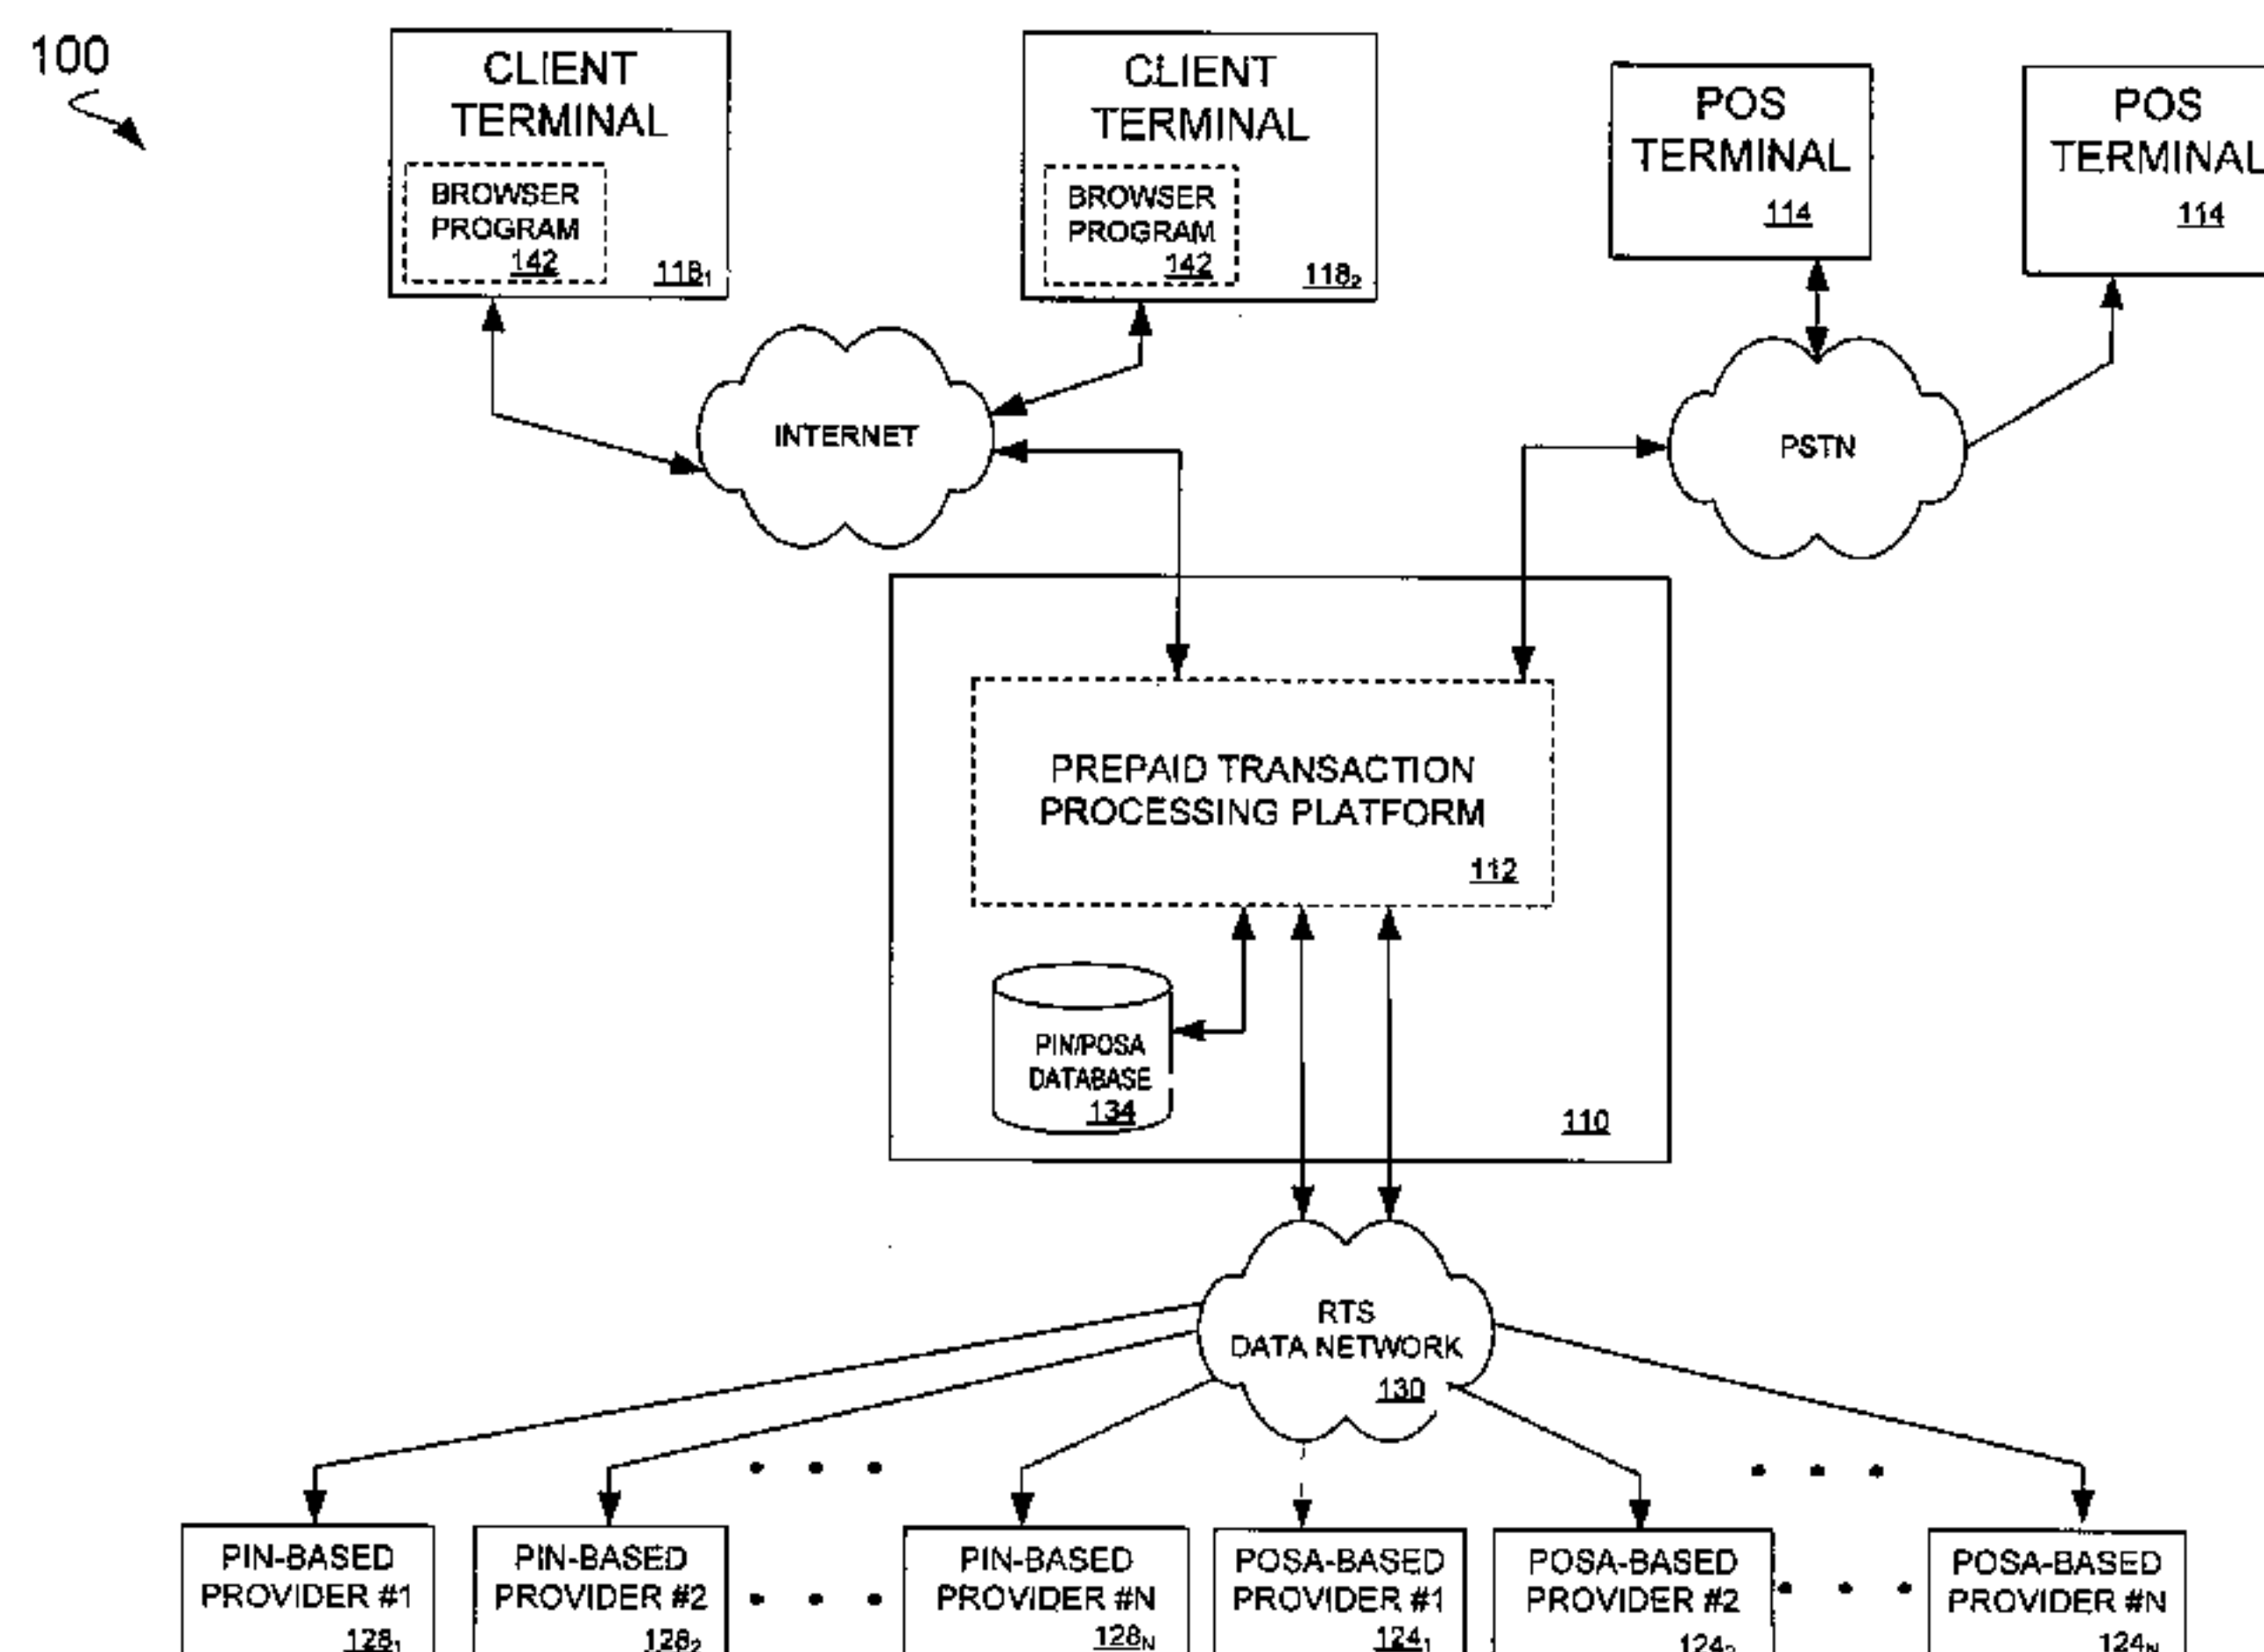 100
CLIENT
TERMINAL
BROWSER
PROGRAM
142
118₁
CLIENT
TERMINAL
BROWSER
PROGRAM
142
118₂
POS
TERMINAL
114
POS
TERMINAL
114
INTERNET
PSTN
PREPAID TRANSACTION
PROCESSING PLATFORM
112
PIN/POSA
DATABASE
134
110
RTS
DATA NETWORK
130
PIN-BASED
PROVIDER #1
128₁
PIN-BASED
PROVIDER #2
128₂
PIN-BASED
PROVIDER #N
128N
POSA-BASED
PROVIDER #1
124₁
POSA-BASED
PROVIDER #2
124₂
POSA-BASED
PROVIDER #N
124N